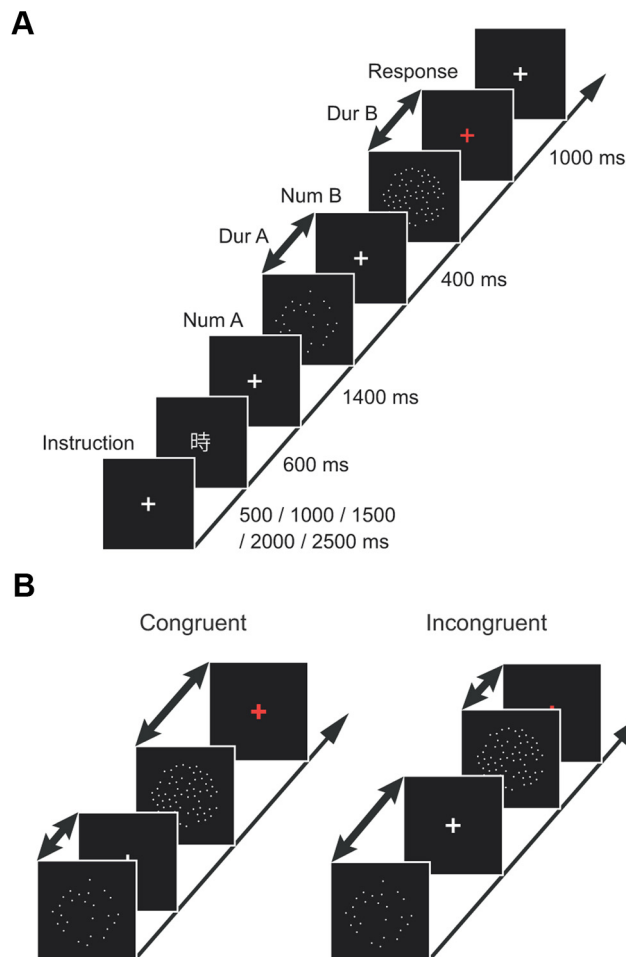 A
Response
Dur B
1000 ms
Num B
Dur A
400 ms
Num A
1400 ms
時
Instruction
600 ms
500 / 1000 / 1500
/ 2000 / 2500 ms
B
Congruent
Incongruent